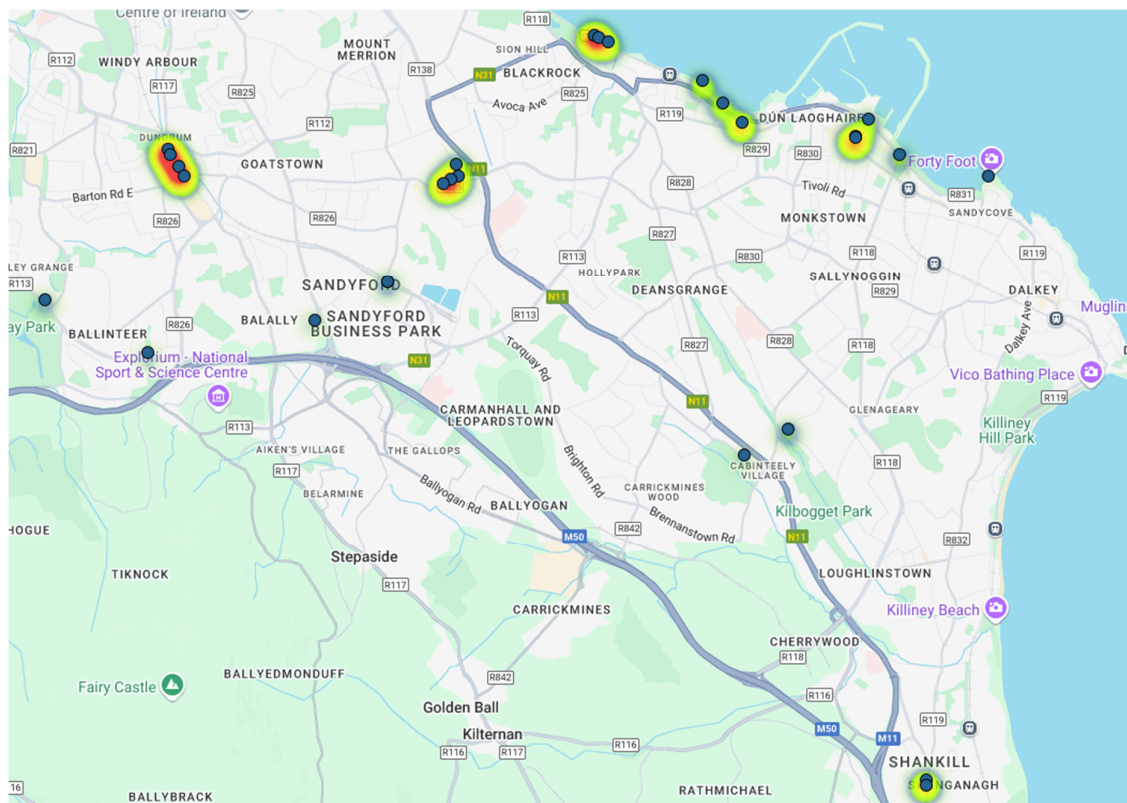 Centre of Ireland
R118
MOUNT
MERRION
SION HILL
R112
WINDY ARBOUR
R138
N31
BLACKROCK
R117
R825
R825
Avoca Ave
R119
DÚN LAOGHAIRE
R112
DUNDRUM
R821
GOATSTOWN
N11
R829
R830
Forty Foot
R828
Tivoli Rd
R831
Barton Rd E
SANDYCOVE
R826
R826
MONKSTOWN
R827
R118
R119
R113
R830
LEY GRANGE
HOLLYPARK
SALLYNOGGIN
R113
SANDYFORD
DEANSGRANGE
R829
DALKEY
N11
Muglin
ay Park
R826
BALALLY
SANDYFORD
BUSINESS PARK
R113
BALLINTEER
Dalkey Ave
R827
R828
R118
Torquay Rd
Explorium - National
Sport & Science Centre
N31
Vico Bathing Place
N11
R119
CARMANHALL AND
LEOPARDSTOWN
GLENAGEARY
Killiney
Hill Park
R113
AIKEN'S VILLAGE
THE GALLOPS
R117
Brighton Rd
CABINTEELY
VILLAGE
R118
BELARMINE
Ballyogan Rd
CARRICKMINES
WOOD
BALLYOGAN
Kilbogget Park
Brennanstown Rd
HOGUE
R842
M50
N11
R832
Stepaside
TIKNOCK
LOUGHLINSTOWN
R117
CARRICKMINES
Killiney Beach
CHERRYWOOD
R118
BALLYEDMONDUFF
R842
Fairy Castle
R116
Golden Ball
R119
M50
Kilternan
R116
M11
R117
R116
SHANKILL
16
RATHMICHAEL
BALLYBRACK